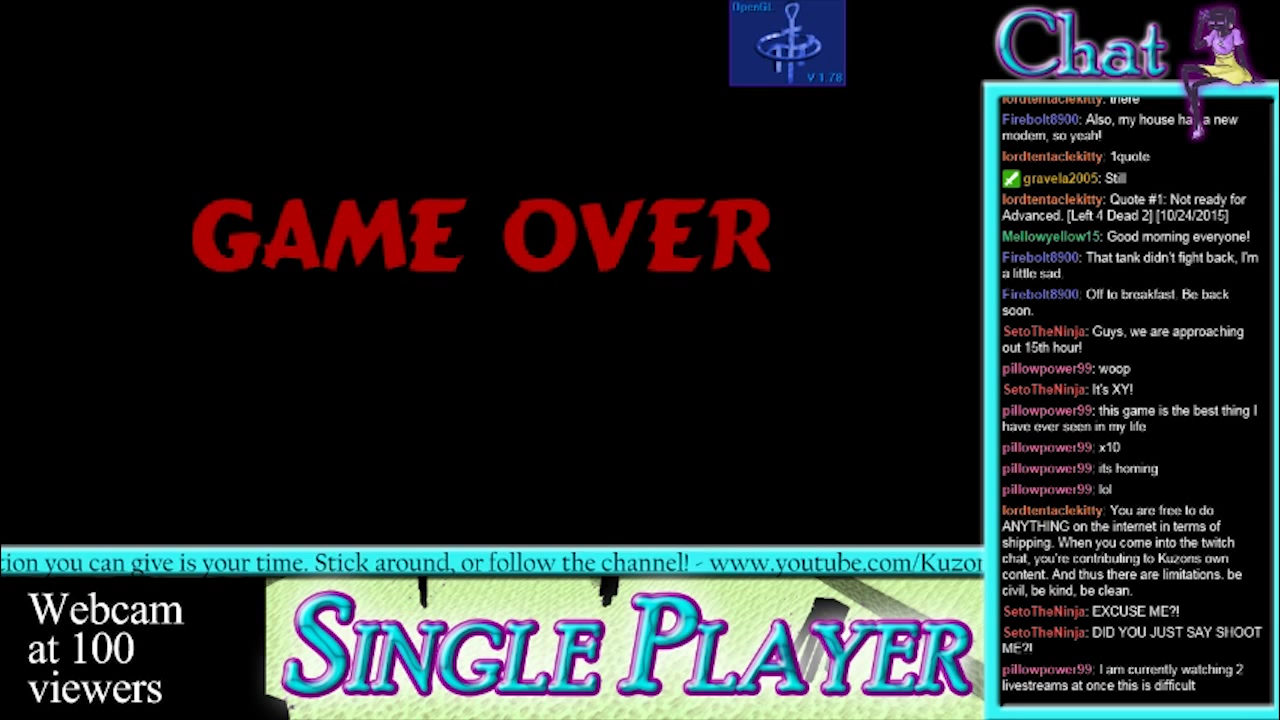 OpenGL
V 1.78
GAME OVER
Chat
lordtentaclekitty: there
Firebolt8900: Also, my house ha a new
modem, so yeah!
lordtentaclekitty: 1quote
gravela2005: Still
lordtentaclekitty: Quote #1: Not ready for
Advanced. [Left 4 Dead 2] [10/24/2015]
Mellowyellow15: Good morning everyone!
Firebolt8900: That tank didn't fight back, I'm
a little sad.
Firebolt8900: Off to breakfast. Be back
soon.
SetoTheNinja: Guys, we are approaching
out 15th hour!
pillowpower99: woop
SetoTheNinja: It's XY!
pillowpower99: this game is the best thing I
have ever seen in my life
pillowpower99: x10
pillowpower99: its homing
pillowpower99: lol
lordtentaclekitty: You are free to do
ANYTHING on the internet in terms of
shipping. When you come into the twitch
chat, you're contributing to Kuzons own
content. And thus there are limitations. be
civil, be kind, be clean.
SetoTheNinja: EXCUSE ME?!
SetoTheNinja: DID YOU JUST SAY SHOOT
ME?!
pillowpower99: I am currently watching 2
livestreams at once this is difficult
tion you can give is your time. Stick around, or follow the channel! - www.youtube.com/Kuzon
Webcam
at 100
viewers
SINGLE PLAYER